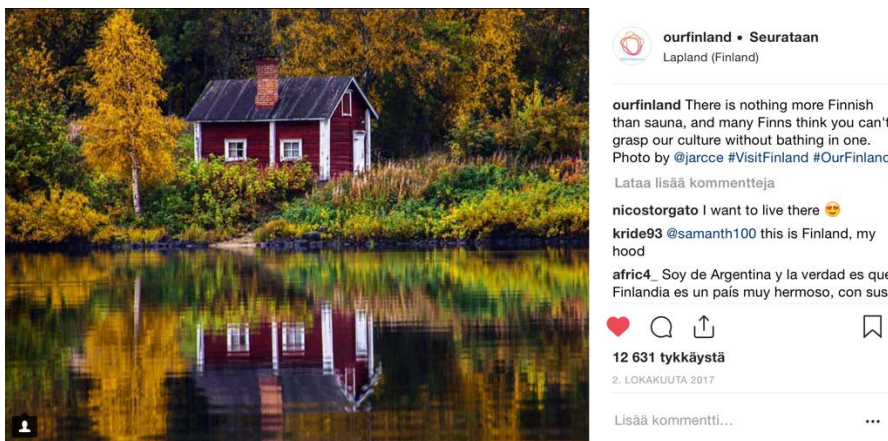 ourfinland • Seurataan
Lapland (Finland)
ourfinland There is nothing more Finnish
than sauna, and many Finns think you can't
grasp our culture without bathing in one.
Photo by @jarcce #VisitFinland #OurFinland
Lataa lisää kommentteja
nicostorgato I want to live there 😍
kride93 @samanth100 this is Finland, my
hood
afric4_ Soy de Argentina y la verdad es que
Finlandia es un país muy hermoso, con sus
12 631 tykkäystä
2. LOKAKUUTA 2017
Lisää kommentti...